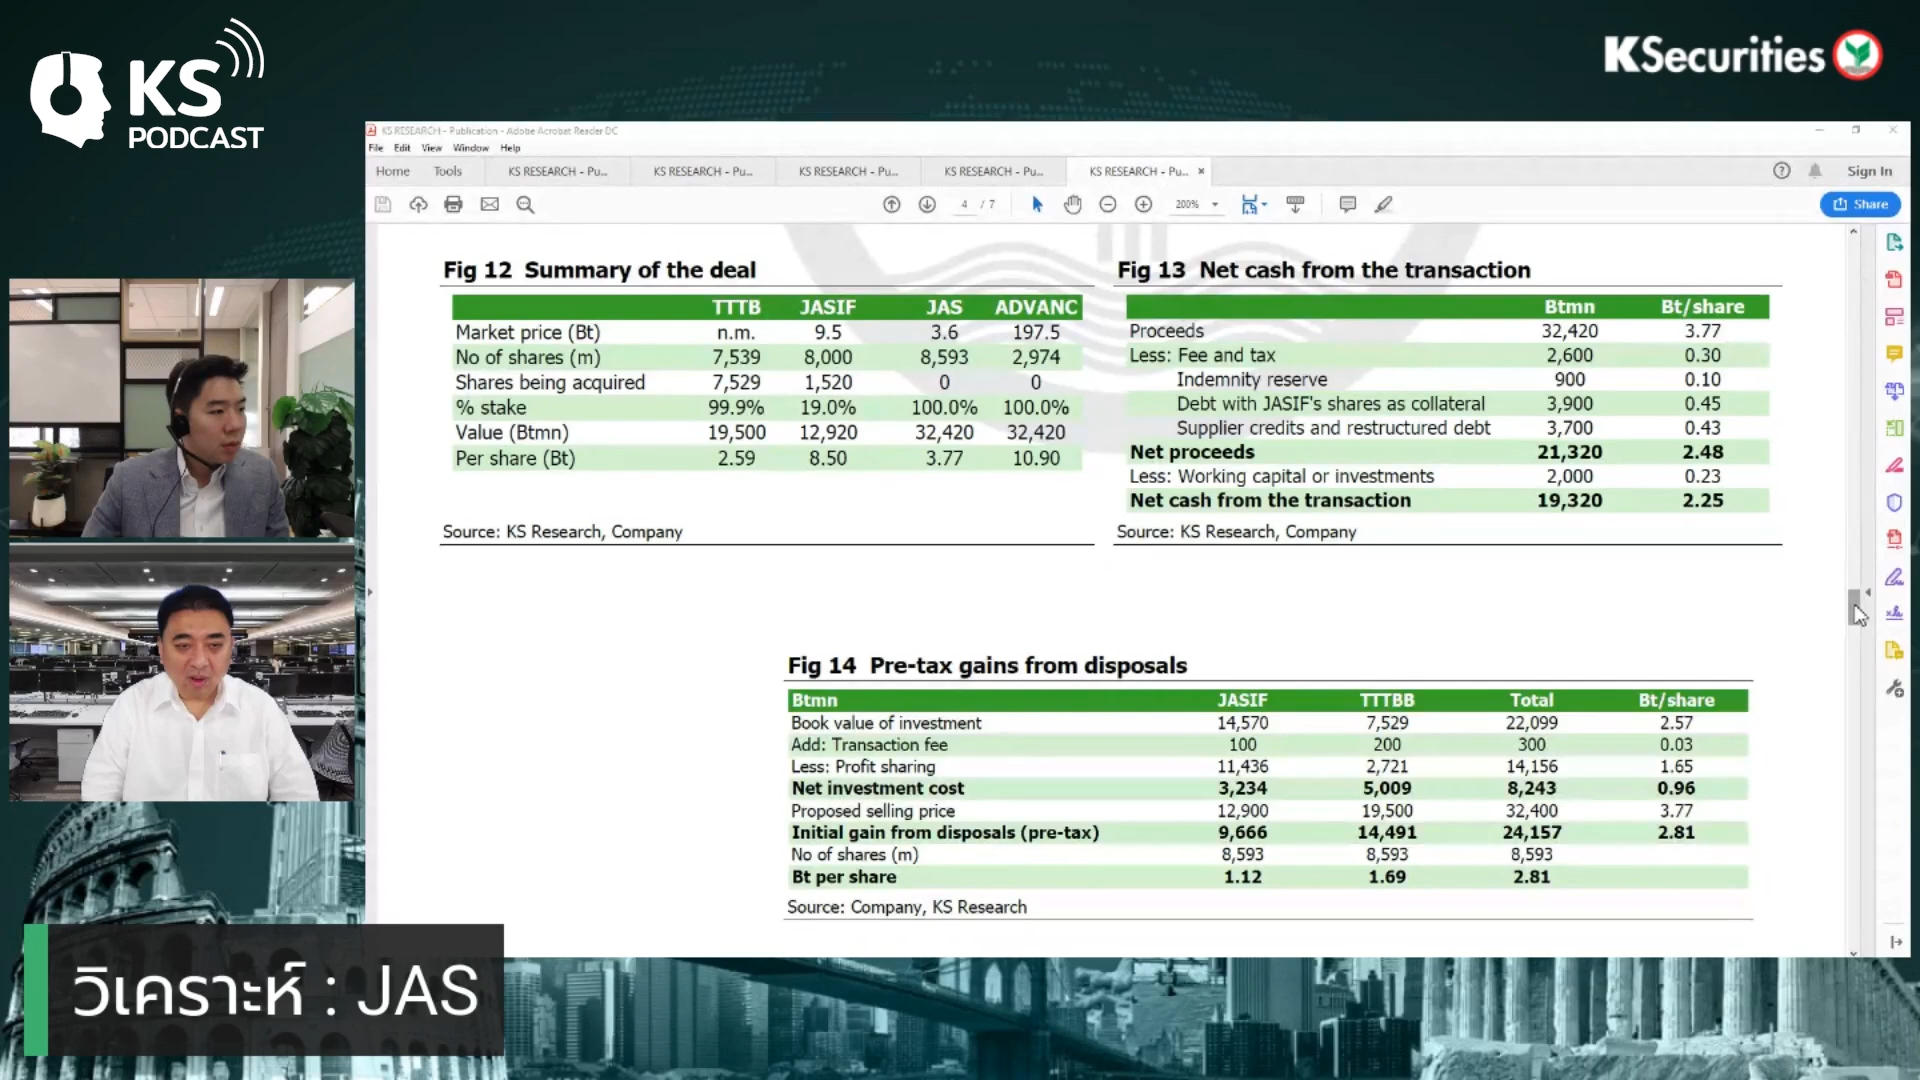 KS
PODCAST
KSecurities
KS RESEARCH - Publication - Adobe Acrobat Reader DC
File Edit View Window Help
Home Tools KS RESEARCH - Pu... KS RESEARCH - Pu... KS RESEARCH - Pu... KS RESEARCH - Pu... KS RESEARCH - Pu... × Sign In
4 / 7 200% Share
Fig 12 Summary of the deal
TTTB JASIF JAS ADVANC
Market price (Bt) n.m. 9.5 3.6 197.5
No of shares (m) 7,539 8,000 8,593 2,974
Shares being acquired 7,529 1,520 0 0
% stake 99.9% 19.0% 100.0% 100.0%
Value (Btmn) 19,500 12,920 32,420 32,420
Per share (Bt) 2.59 8.50 3.77 10.90
Source: KS Research, Company
Fig 13 Net cash from the transaction
Btmn Bt/share
Proceeds 32,420 3.77
Less: Fee and tax 2,600 0.30
Indemnity reserve 900 0.10
Debt with JASIF's shares as collateral 3,900 0.45
Supplier credits and restructured debt 3,700 0.43
Net proceeds 21,320 2.48
Less: Working capital or investments 2,000 0.23
Net cash from the transaction 19,320 2.25
Source: KS Research, Company
Fig 14 Pre-tax gains from disposals
Btmn JASIF TTTBB Total Bt/share
Book value of investment 14,570 7,529 22,099 2.57
Add: Transaction fee 100 200 300 0.03
Less: Profit sharing 11,436 2,721 14,156 1.65
Net investment cost 3,234 5,009 8,243 0.96
Proposed selling price 12,900 19,500 32,400 3.77
Initial gain from disposals (pre-tax) 9,666 14,491 24,157 2.81
No of shares (m) 8,593 8,593 8,593
Bt per share 1.12 1.69 2.81
Source: Company, KS Research
วิเคราะห์ : JAS